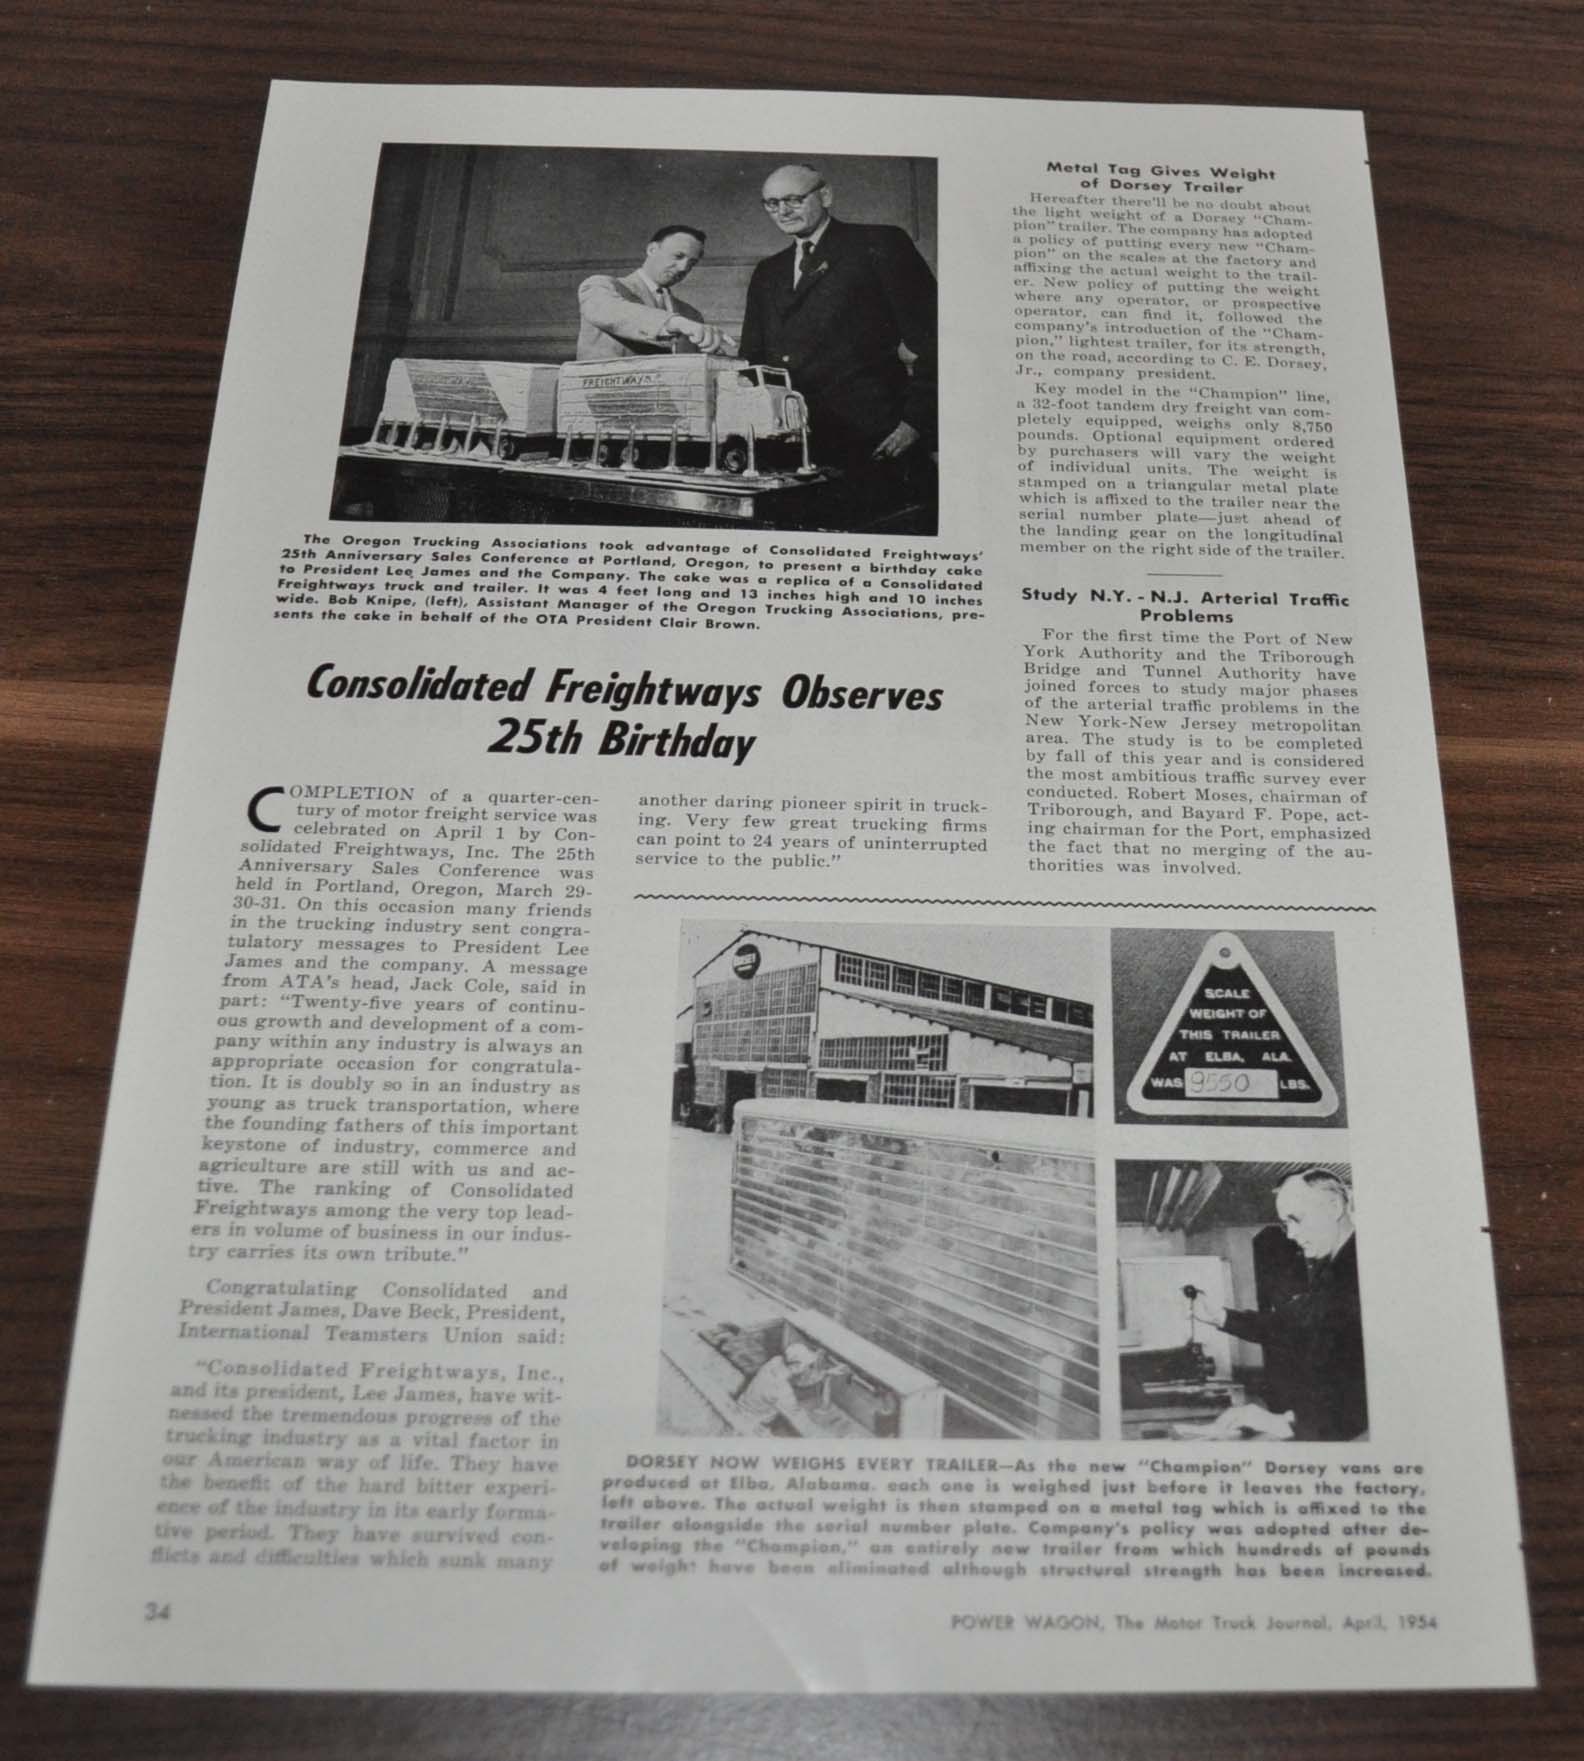 FREIGHTWAYS
The Oregon Trucking Associations took advantage of Consolidated Freightways'
25th Anniversary Sales Conference at Portland, Oregon, to present a birthday cake
to President Lee James and the Company. The cake was a replica of a Consolidated
Freightways truck and trailer. It was 4 feet long and 13 inches high and 10 inches
wide. Bob Knipe, (left), Assistant Manager of the Oregon Trucking Associations, pre-
sents the cake in behalf of the OTA President Clair Brown.
Consolidated Freightways Observes
25th Birthday
COMPLETION of a quarter-cen-
tury of motor freight service was
celebrated on April 1 by Con-
solidated Freightways, Inc. The 25th
Anniversary Sales Conference was
held in Portland, Oregon, March 29-
30-31. On this occasion many friends
in the trucking industry sent congra-
tulatory messages to President Lee
James and the company. A message
from ATA's head, Jack Cole, said in
part: "Twenty-five years of continu-
ous growth and development of a com-
pany within any industry is always an
appropriate occasion for congratula-
tion. It is doubly so in an industry as
young as truck transportation, where
the founding fathers of this important
keystone of industry, commerce and
agriculture are still with us and ac-
tive. The ranking of Consolidated
Freightways among the very top lead-
ers in volume of business in our indus-
try carries its own tribute."
Congratulating Consolidated and
President James, Dave Beck, President,
International Teamsters Union said:
"Consolidated Freightways, Inc.,
and its president, Lee James, have wit-
nessed the tremendous progress of the
trucking industry as a vital factor in
our American way of life. They have
the benefit of the hard bitter experi-
ence of the industry in its early forma-
tive period. They have survived con-
flicts and difficulties which sunk many
another daring pioneer spirit in truck-
ing. Very few great trucking firms
can point to 24 years of uninterrupted
service to the public."
Metal Tag Gives Weight
of Dorsey Trailer
Hereafter there'll be no doubt about
the light weight of a Dorsey "Cham-
pion" trailer. The company has adopted
a policy of putting every new "Cham-
pion" on the scales at the factory and
affixing the actual weight to the trail-
er. New policy of putting the weight
where any operator, or prospective
operator, can find it, followed the
company's introduction of the "Cham-
pion," lightest trailer, for its strength,
on the road, according to C. E. Dorsey,
Jr., company president.
Key model in the "Champion" line,
a 32-foot tandem dry freight van com-
pletely equipped, weighs only 8,750
pounds. Optional equipment ordered
by purchasers will vary the weight
of individual units. The weight is
stamped on a triangular metal plate
which is affixed to the trailer near the
serial number plate—just ahead of
the landing gear on the longitudinal
member on the right side of the trailer.
Study N.Y. - N.J. Arterial Traffic
Problems
For the first time the Port of New
York Authority and the Triborough
Bridge and Tunnel Authority have
joined forces to study major phases
of the arterial traffic problems in the
New York-New Jersey metropolitan
area. The study is to be completed
by fall of this year and is considered
the most ambitious traffic survey ever
conducted. Robert Moses, chairman of
Triborough, and Bayard F. Pope, act-
ing chairman for the Port, emphasized
the fact that no merging of the au-
thorities was involved.
SCALE
WEIGHT OF
THIS TRAILER
AT ELBA, ALA.
WAS 9550 LBS.
DORSEY NOW WEIGHS EVERY TRAILER—As the new "Champion" Dorsey vans are
produced at Elba, Alabama, each one is weighed just before it leaves the factory,
left above. The actual weight is then stamped on a metal tag which is affixed to the
trailer alongside the serial number plate. Company's policy was adopted after de-
veloping the "Champion," an entirely new trailer from which hundreds of pounds
of weight have been eliminated although structural strength has been increased.
34
POWER WAGON, The Motor Truck Journal, April, 1954